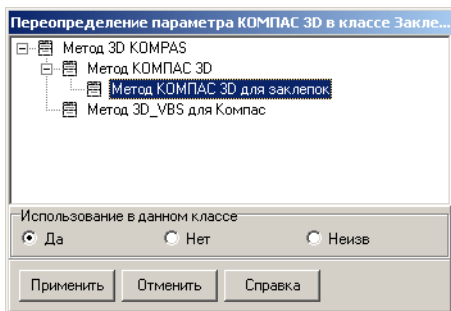 Переопределение параметра КОМПАС 3D в классе Закле...
Метод 3D KOMPAS
Метод КОМПАС 3D
Метод КОМПАС 3D для заклепок
Метод 3D_VBS для Компас
Использование в данном классе
Да Нет Неизв
Применить Отменить Справка